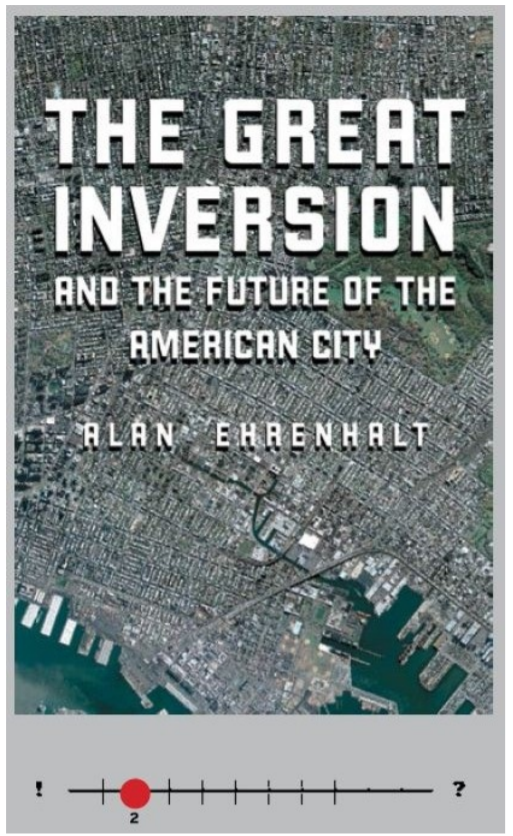 THE GREAT
INVERSION
AND THE FUTURE OF THE
AMERICAN CITY
ALAN EHRENHALT
! ?
2